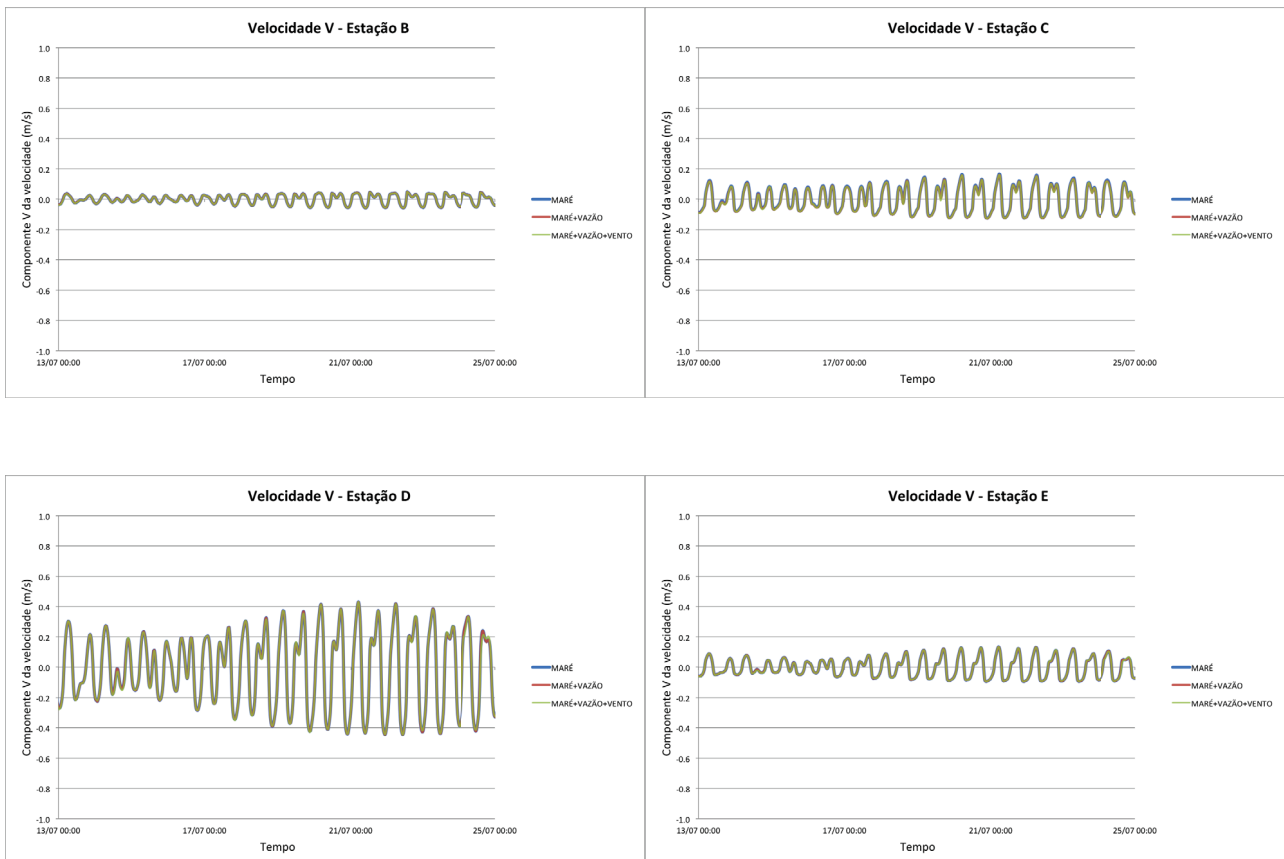 Velocidade V - Estação B
Componente V da velocidade (m/s)
1.0
0.8
0.6
0.4
0.2
0.0
-0.2
-0.4
-0.6
-0.8
-1.0
13/07 00:00 17/07 00:00 21/07 00:00 25/07 00:00
Tempo
MARÉ
MARÉ+VAZÃO
MARÉ+VAZÃO+VENTO
Velocidade V - Estação C
Componente V da velocidade (m/s)
1.0
0.8
0.6
0.4
0.2
0.0
-0.2
-0.4
-0.6
-0.8
-1.0
13/07 00:00 17/07 00:00 21/07 00:00 25/07 00:00
Tempo
MARÉ
MARÉ+VAZÃO
MARÉ+VAZÃO+VENTO
Velocidade V - Estação D
Componente V da velocidade (m/s)
1.0
0.8
0.6
0.4
0.2
0.0
-0.2
-0.4
-0.6
-0.8
-1.0
13/07 00:00 17/07 00:00 21/07 00:00 25/07 00:00
Tempo
MARÉ
MARÉ+VAZÃO
MARÉ+VAZÃO+VENTO
Velocidade V - Estação E
Componente V da velocidade (m/s)
1.0
0.8
0.6
0.4
0.2
0.0
-0.2
-0.4
-0.6
-0.8
-1.0
13/07 00:00 17/07 00:00 21/07 00:00 25/07 00:00
Tempo
MARÉ
MARÉ+VAZÃO
MARÉ+VAZÃO+VENTO